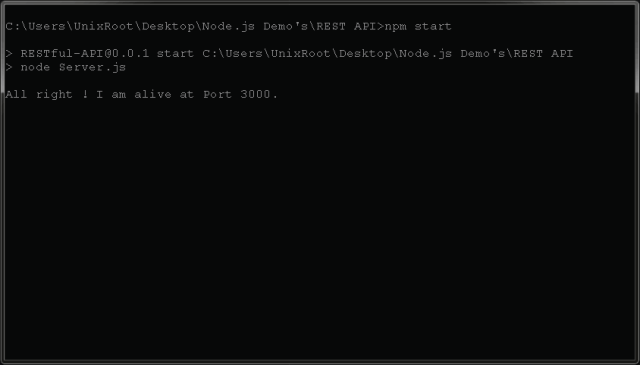 C:\Users\UnixRoot\Desktop\Node.js Demo's\REST API>npm start
> RESTful-API@0.0.1 start C:\Users\UnixRoot\Desktop\Node.js Demo's\REST API
> node Server.js
All right ! I am alive at Port 3000.